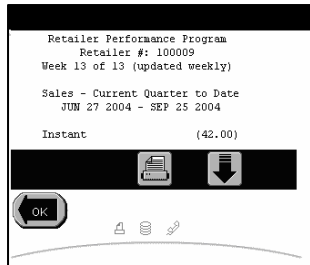 Retailer Performance Program
Retailer #: 100009
Week 13 of 13 (updated weekly)
Sales - Current Quarter to Date
JUN 27 2004 - SEP 25 2004
Instant (42.00)
OK